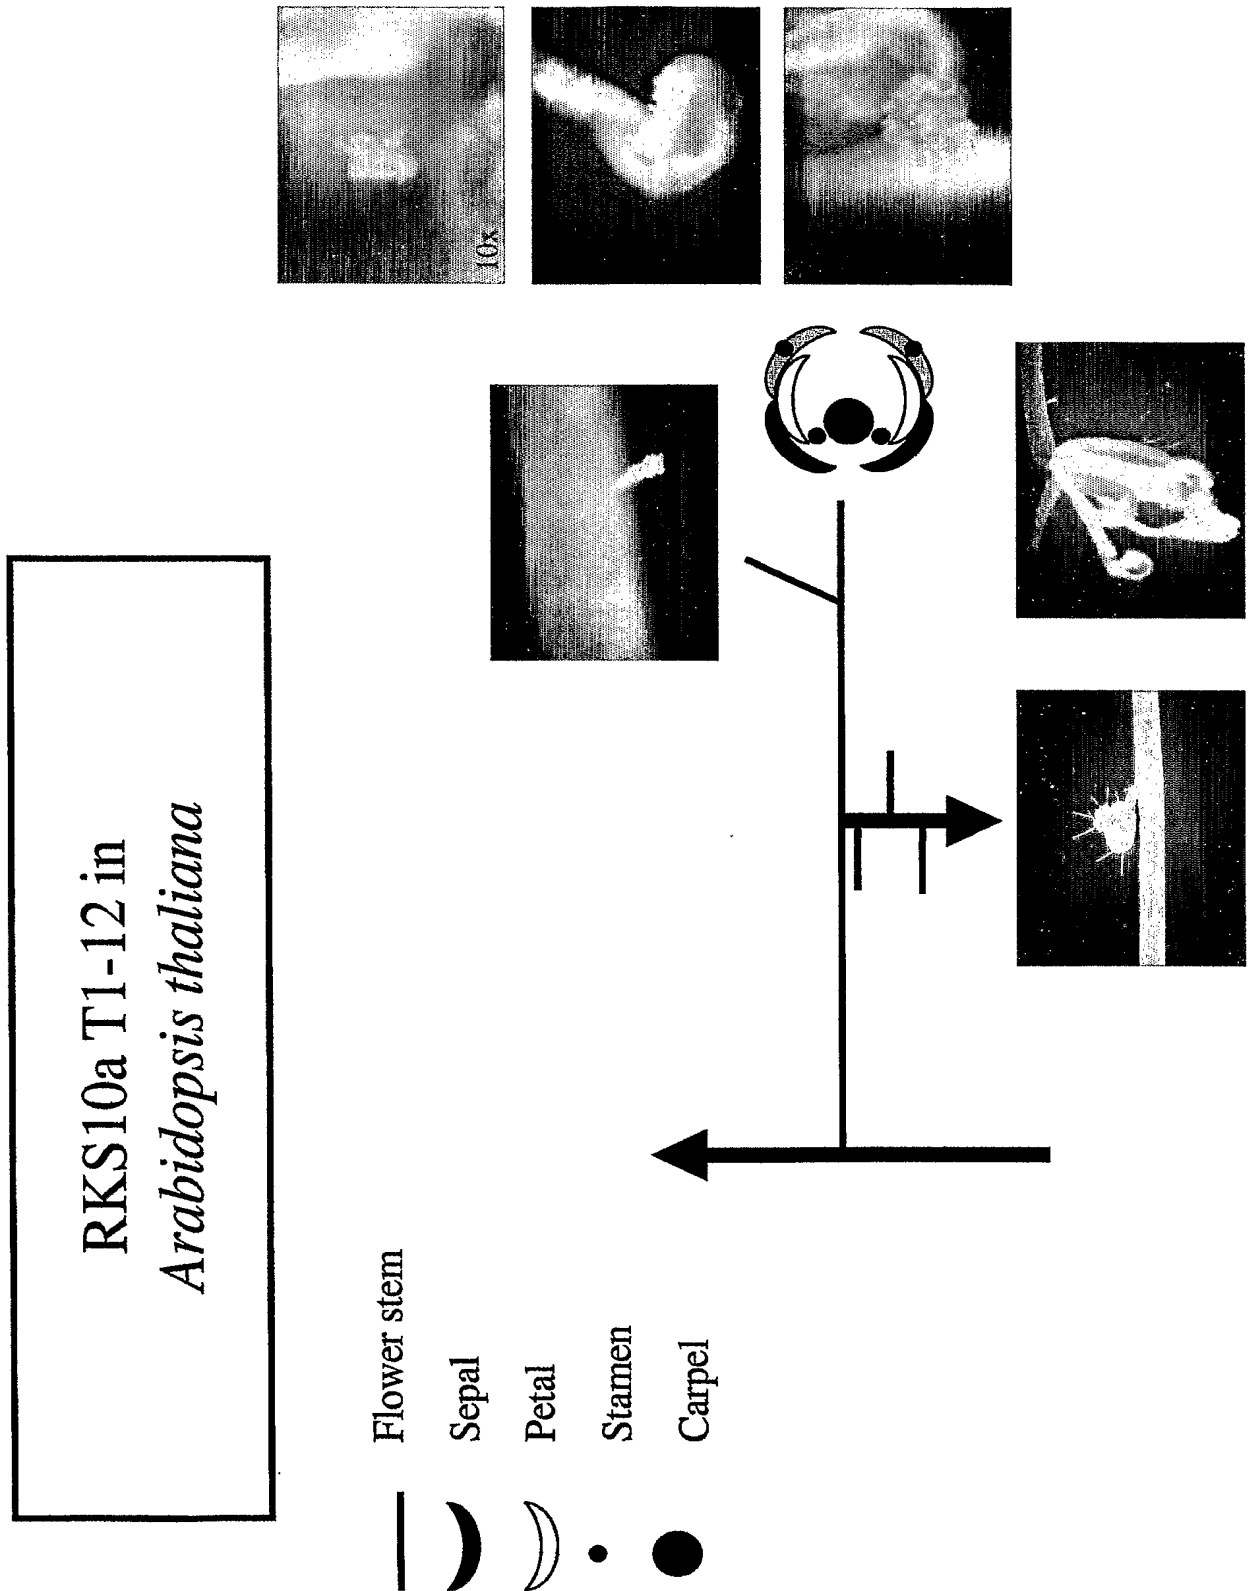 RKS10a T1-12 in
Arabidopsis thaliana
Flower stem
Sepal
Petal
Stamen
Carpel
10x